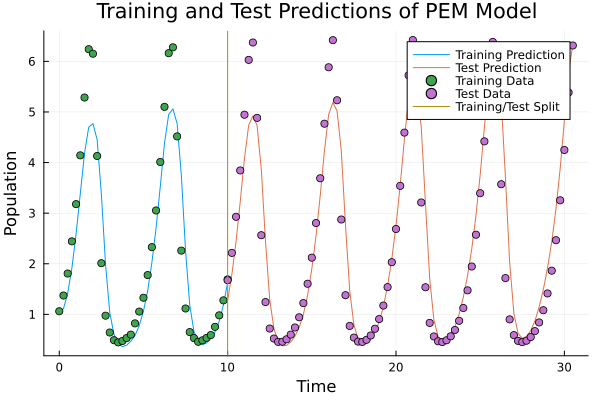 Training and Test Predictions of PEM Model
Training Prediction
Test Prediction
Training Data
Test Data
Training/Test Split
Population
6
5
4
3
2
1
0
10
20
30
Time